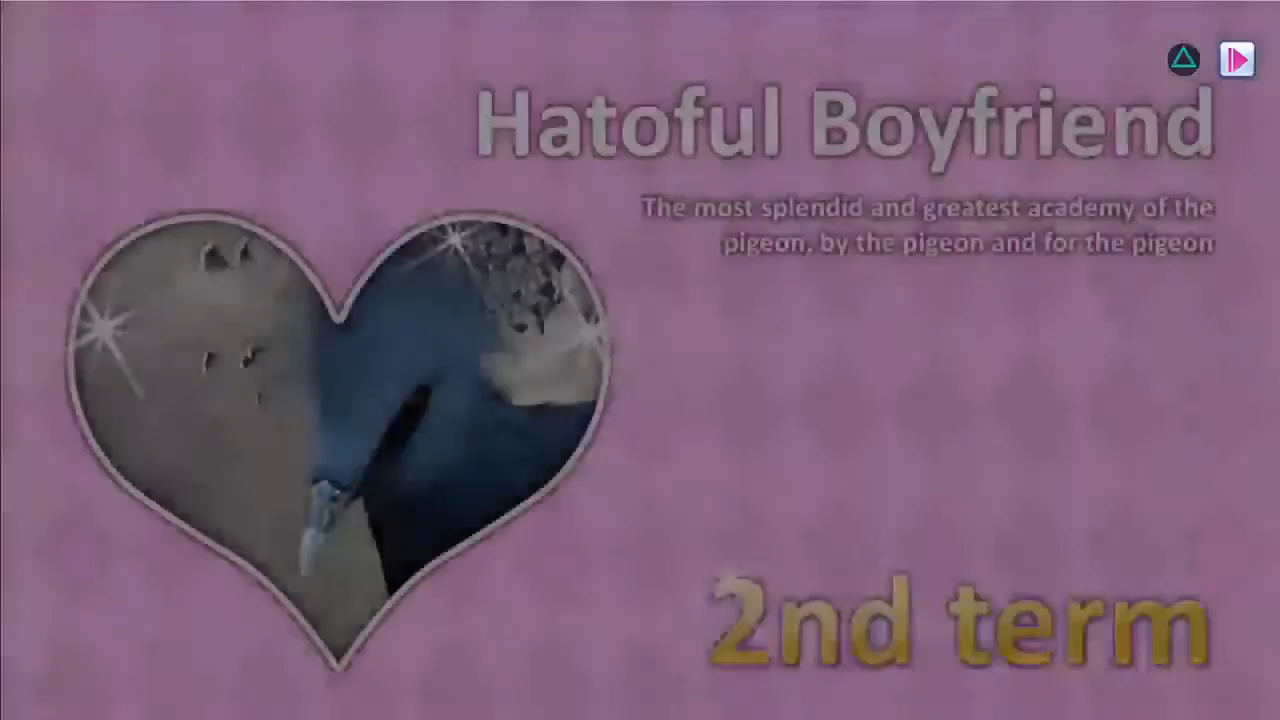 Hatoful Boyfriend
The most splendid and greatest academy of the
pigeon, by the pigeon and for the pigeon
2nd term